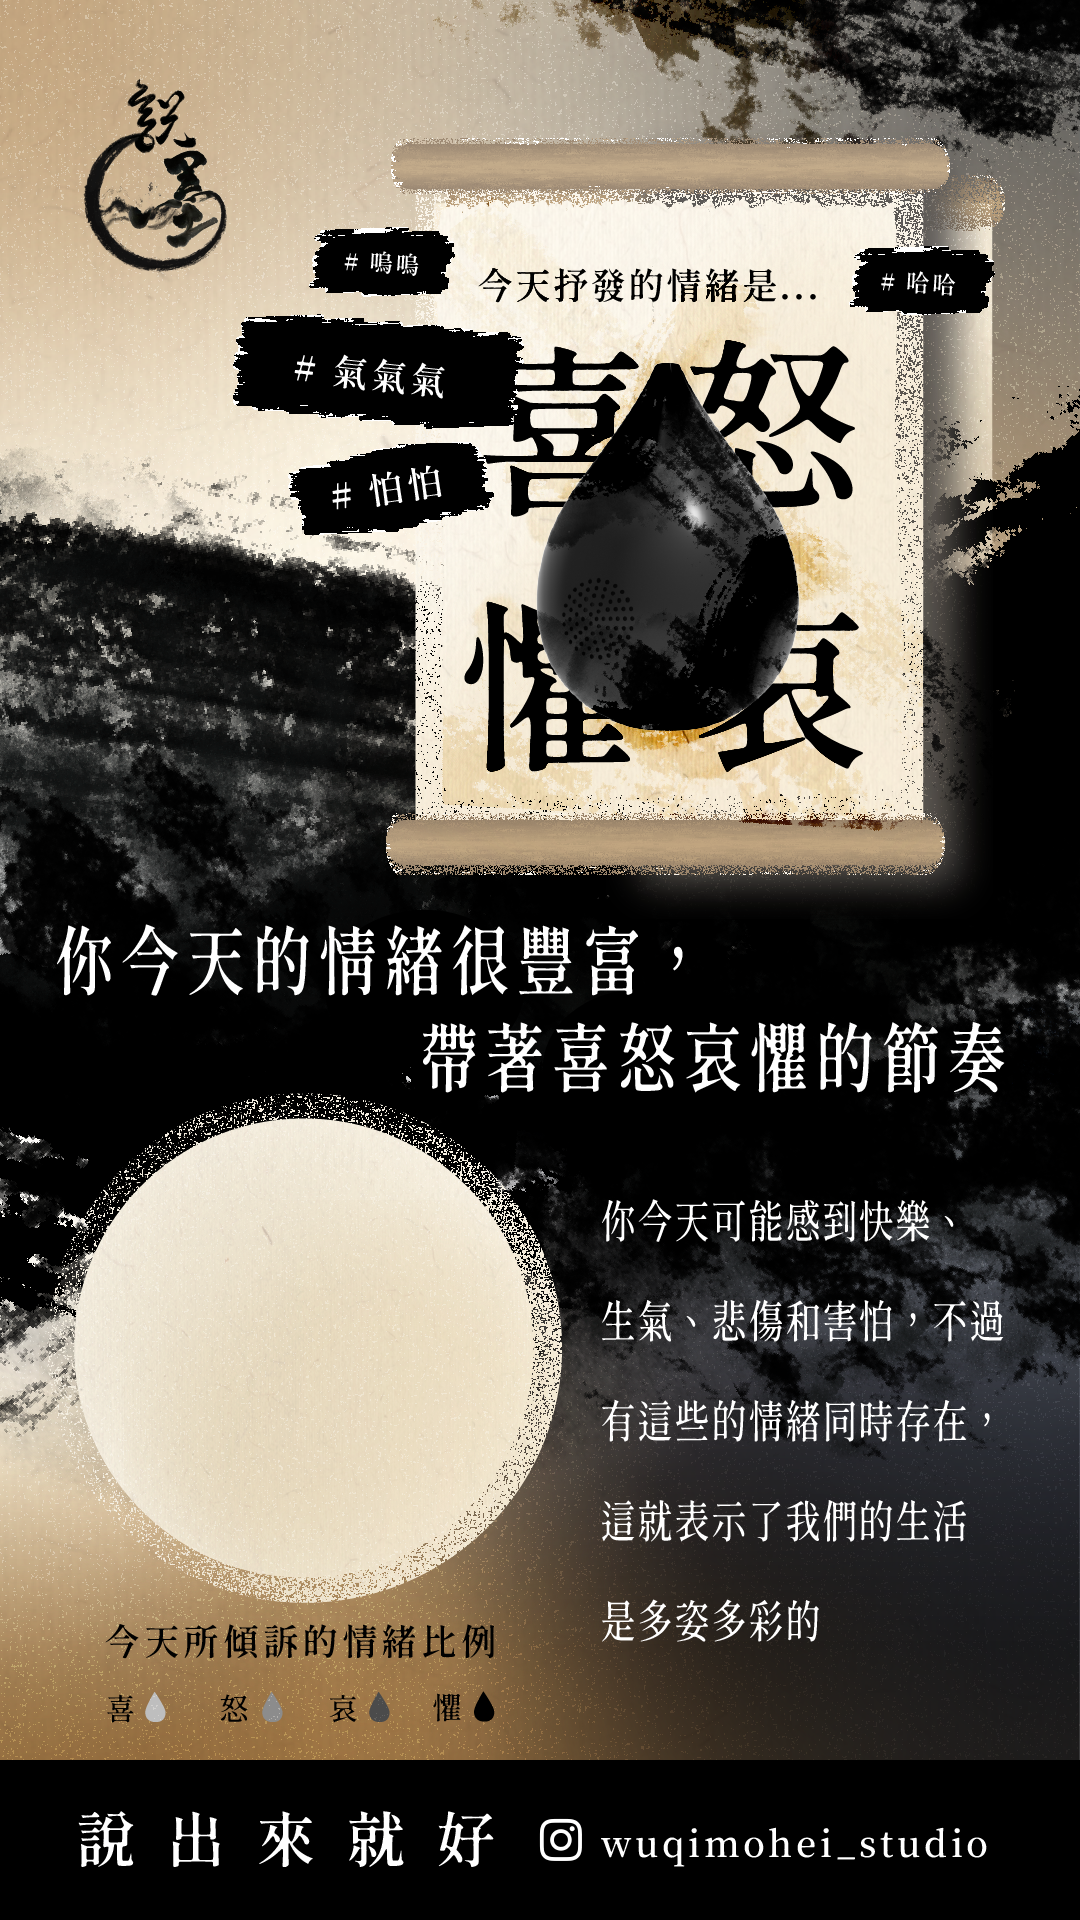 說墨
# 嗚嗚
今天抒發的情緒是...
# 哈哈
# 氣氣氣
喜怒
# 怕怕
懼哀
你今天的情緒很豐富，
帶著喜怒哀懼的節奏
你今天可能感到快樂、
生氣、悲傷和害怕，不過
有這些的情緒同時存在，
這就表示了我們的生活
是多姿多彩的
今天所傾訴的情緒比例
喜 怒 哀 懼
說出來就好
wuqimohei_studio